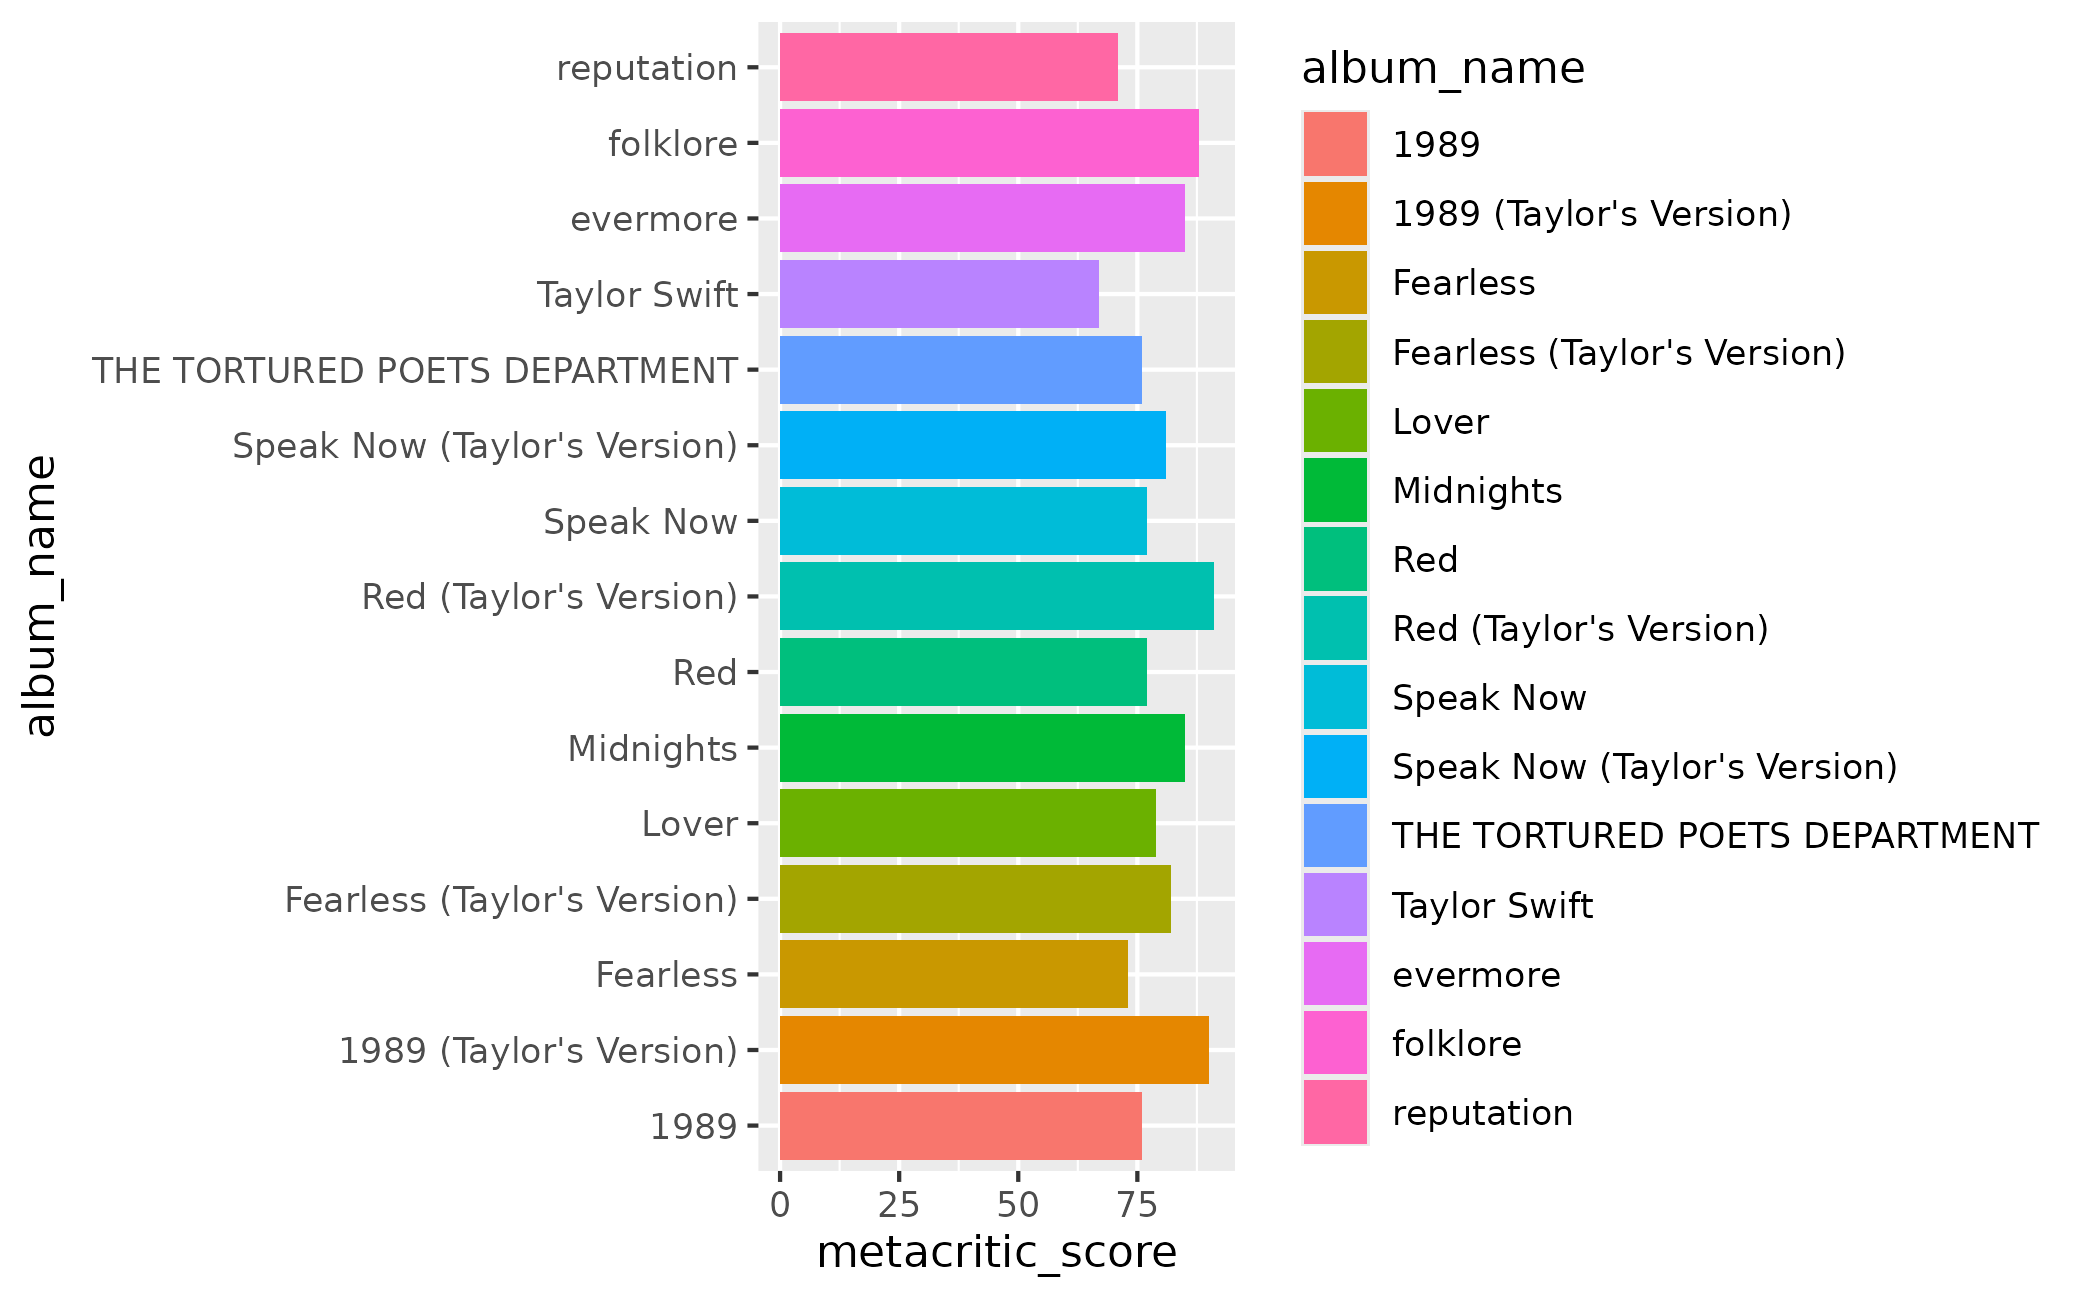 reputation
folklore
evermore
Taylor Swift
THE TORTURED POETS DEPARTMENT
Speak Now (Taylor's Version)
Speak Now
Red (Taylor's Version)
Red
Midnights
Lover
Fearless (Taylor's Version)
Fearless
1989 (Taylor's Version)
1989
album_name
0 25 50 75
metacritic_score
album_name
1989
1989 (Taylor's Version)
Fearless
Fearless (Taylor's Version)
Lover
Midnights
Red
Red (Taylor's Version)
Speak Now
Speak Now (Taylor's Version)
THE TORTURED POETS DEPARTMENT
Taylor Swift
evermore
folklore
reputation